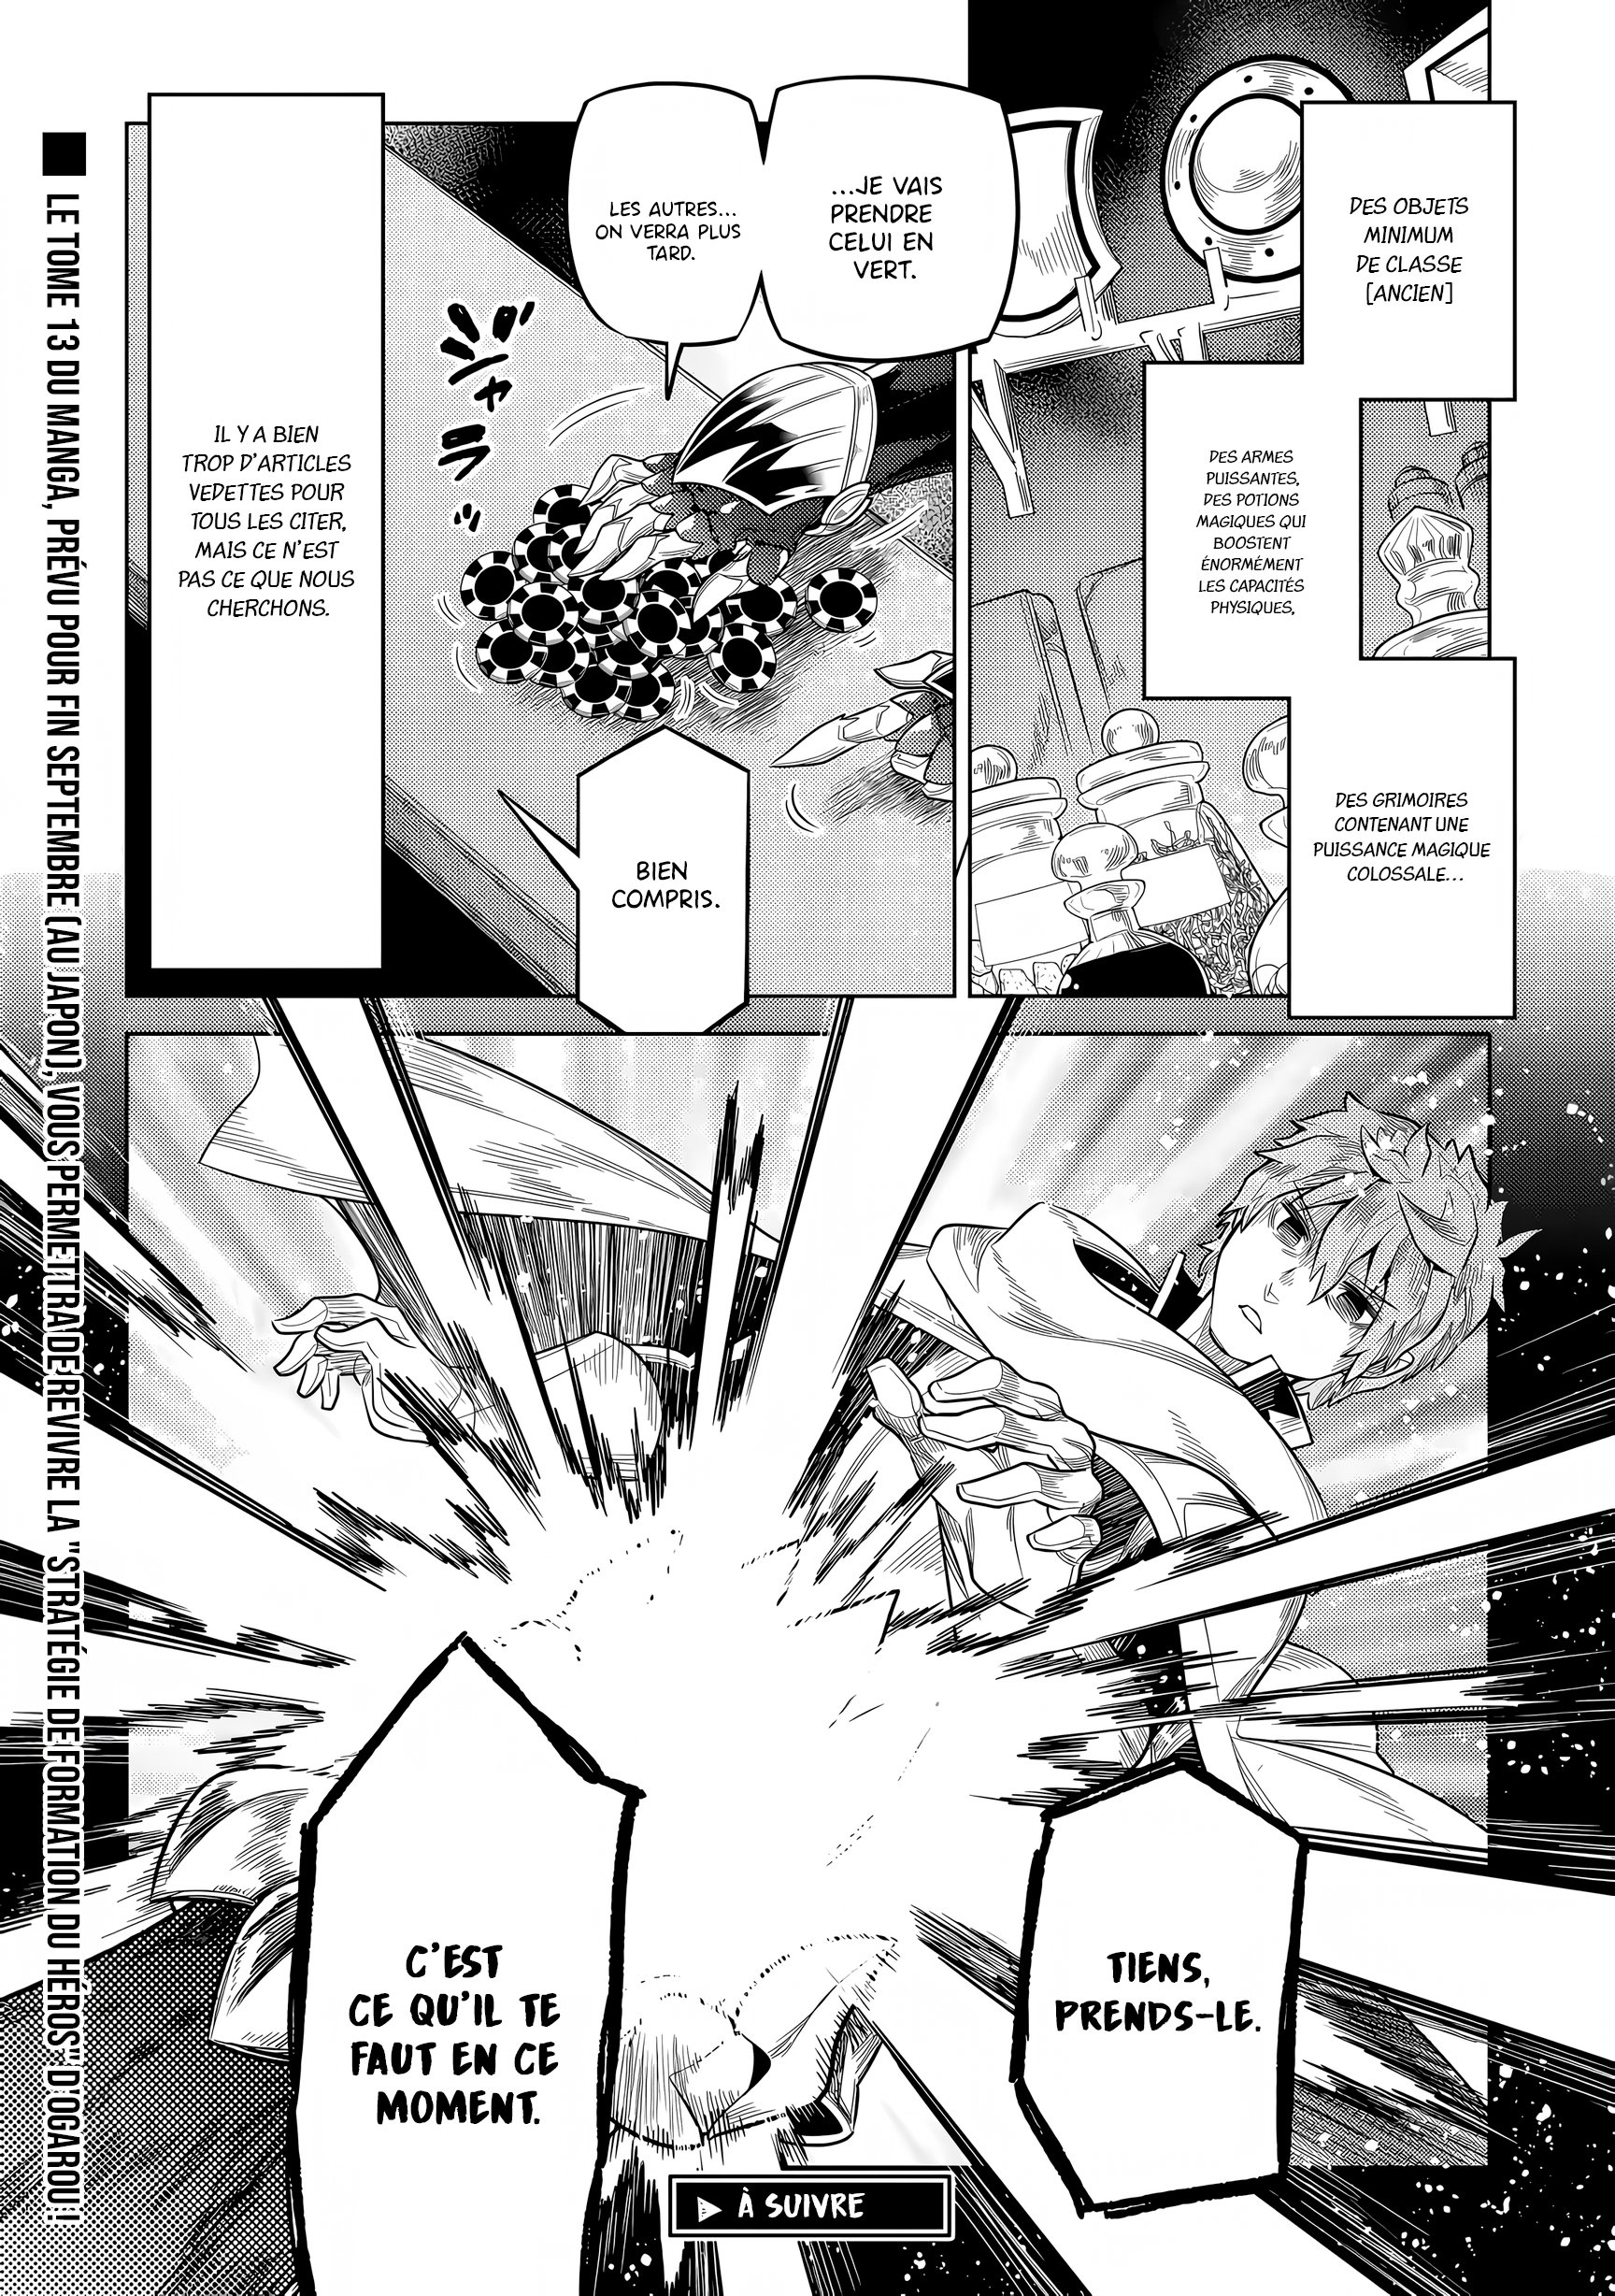 DES OBJETS
MINIMUM
DE CLASSE
[ANCIEN]
DES ARMES
PUISSANTES,
DES POTIONS
MAGIQUES QUI
BOOSTENT
ÉNORMÉMENT
LES CAPACITÉS
PHYSIQUES,
DES GRIMOIRES
CONTENANT UNE
PUISSANCE MAGIQUE
COLOSSALE...
...JE VAIS
PRENDRE
CELUI EN
VERT.
LES AUTRES...
ON VERRA PLUS
TARD.
ジャラ
BIEN
COMPRIS.
IL Y A BIEN
TROP D'ARTICLES
VEDETTES POUR
TOUS LES CITER,
MAIS CE N'EST
PAS CE QUE NOUS
CHERCHONS.
TIENS,
PRENDS-LE.
C'EST
CE QU'IL TE
FAUT EN CE
MOMENT.
À SUIVRE
LE TOME 13 DU MANGA, PRÉVU POUR FIN SEPTEMBRE (AU JAPON), VOUS PERMETTRA DE REVIVRE LA "STRATÉGIE DE FORMATION DU HÉROS" D'OGAROU !